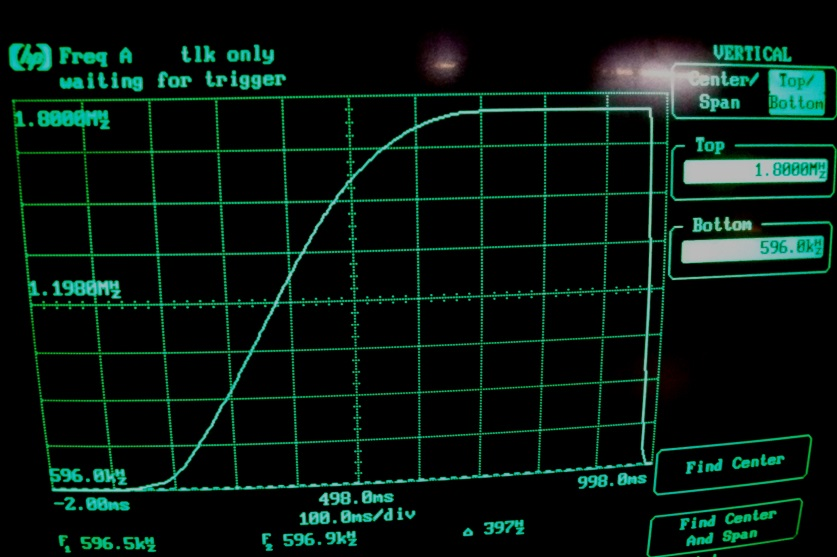 hp Freq A tlk only
waiting for trigger
VERTICAL
Center/
Span
Top/
Bottom
Top
1.8000MHz
Bottom
596.0kHz
1.8000MHz
1.1980MHz
596.0kHz
-2.00ms
498.0ms
998.0ms
100.0ms/div
F1 596.5kHz
F2 596.9kHz
△ 397Hz
Find Center
Find Center
And Span